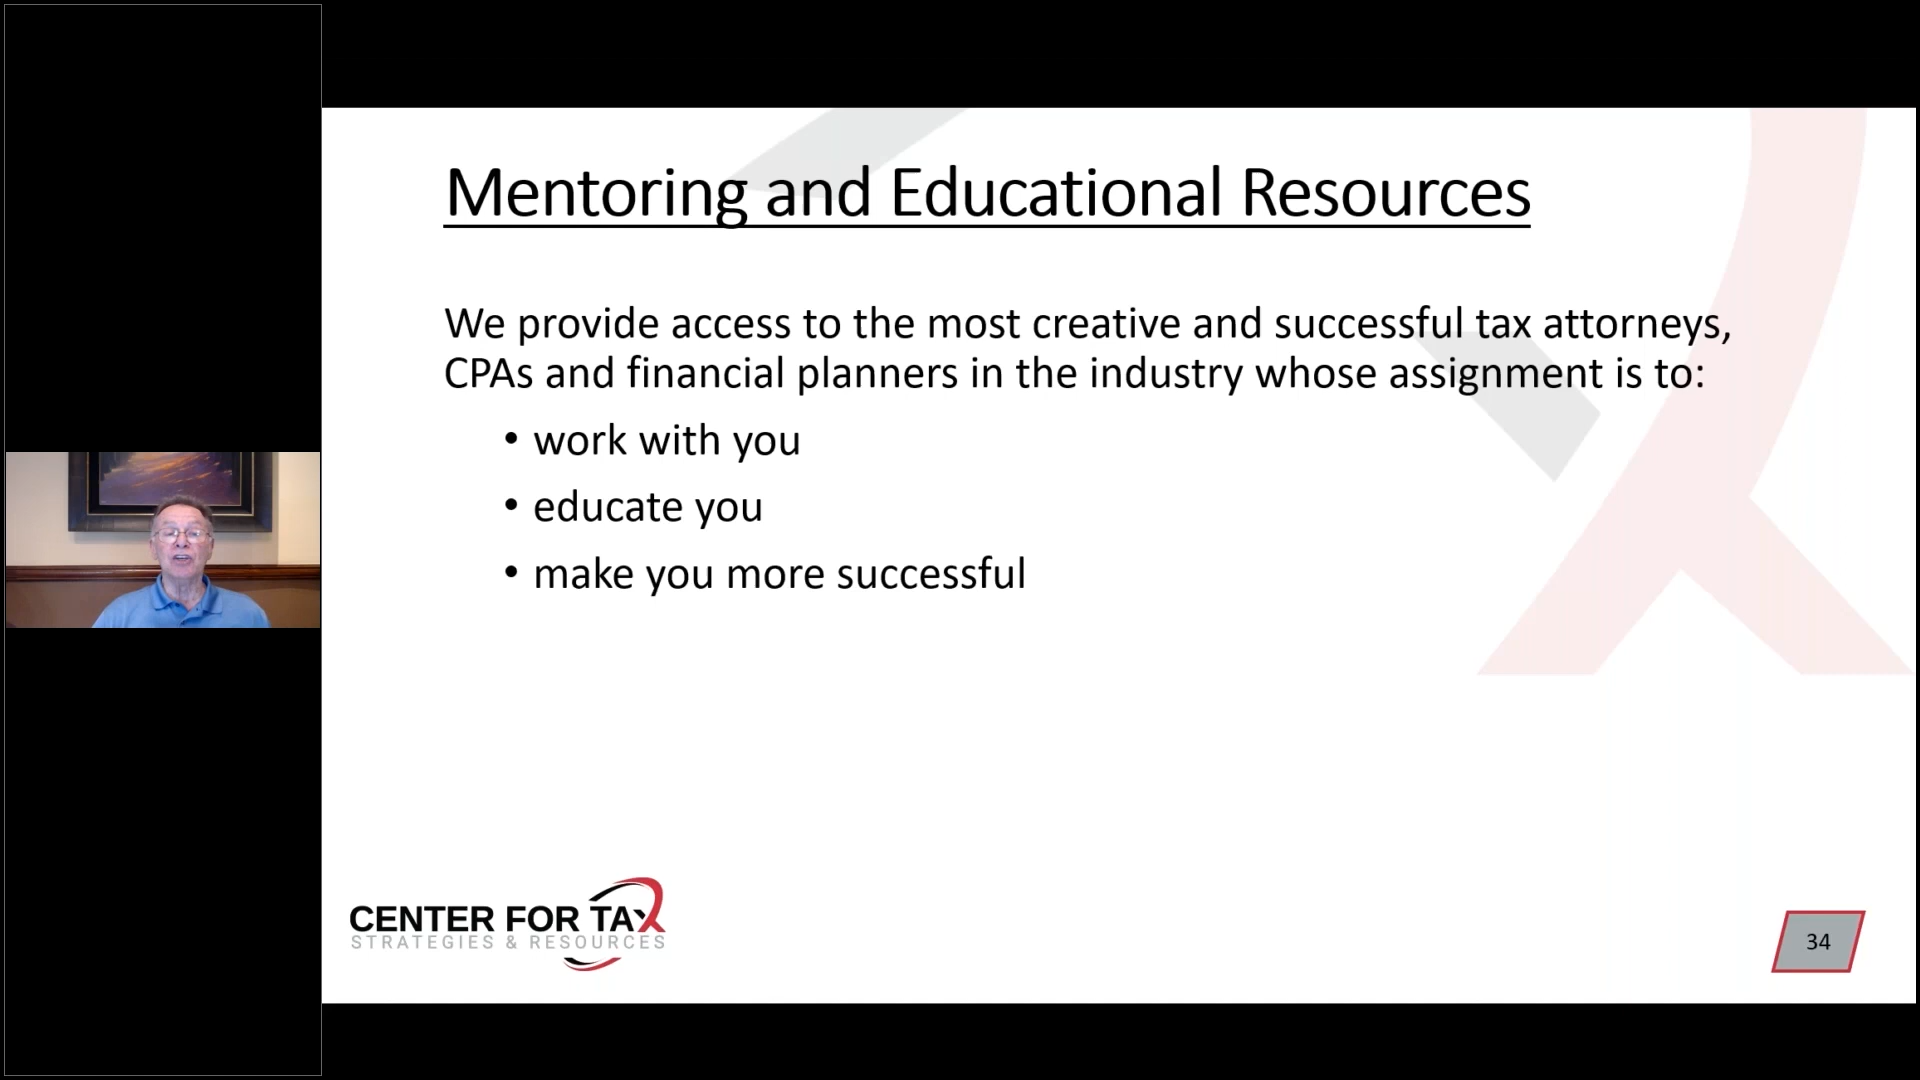 Mentoring and Educational Resources
We provide access to the most creative and successful tax attorneys,
CPAs and financial planners in the industry whose assignment is to:
• work with you
• educate you
• make you more successful
CENTER FOR TAX
STRATEGIES & RESOURCES
34